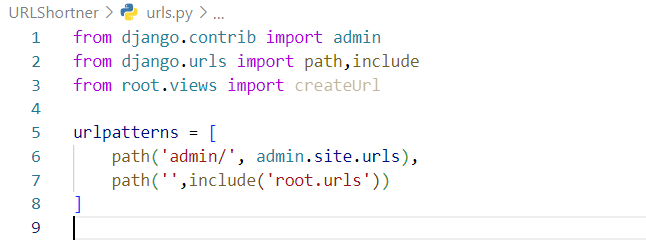 URLShortner > urls.py > ...
1 from django.contrib import admin
2 from django.urls import path,include
3 from root.views import createUrl
4
5 urlpatterns = [
6     path('admin/', admin.site.urls),
7     path('',include('root.urls'))
8 ]
9